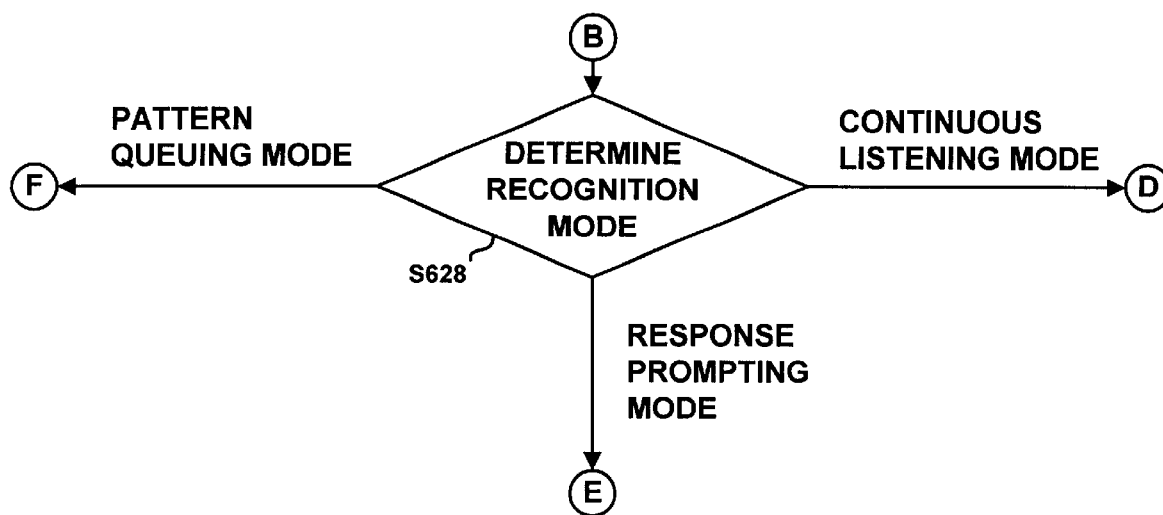 B
PATTERN
QUEUING MODE
CONTINUOUS
LISTENING MODE
DETERMINE
RECOGNITION
MODE
F
D
S628
RESPONSE
PROMPTING
MODE
E